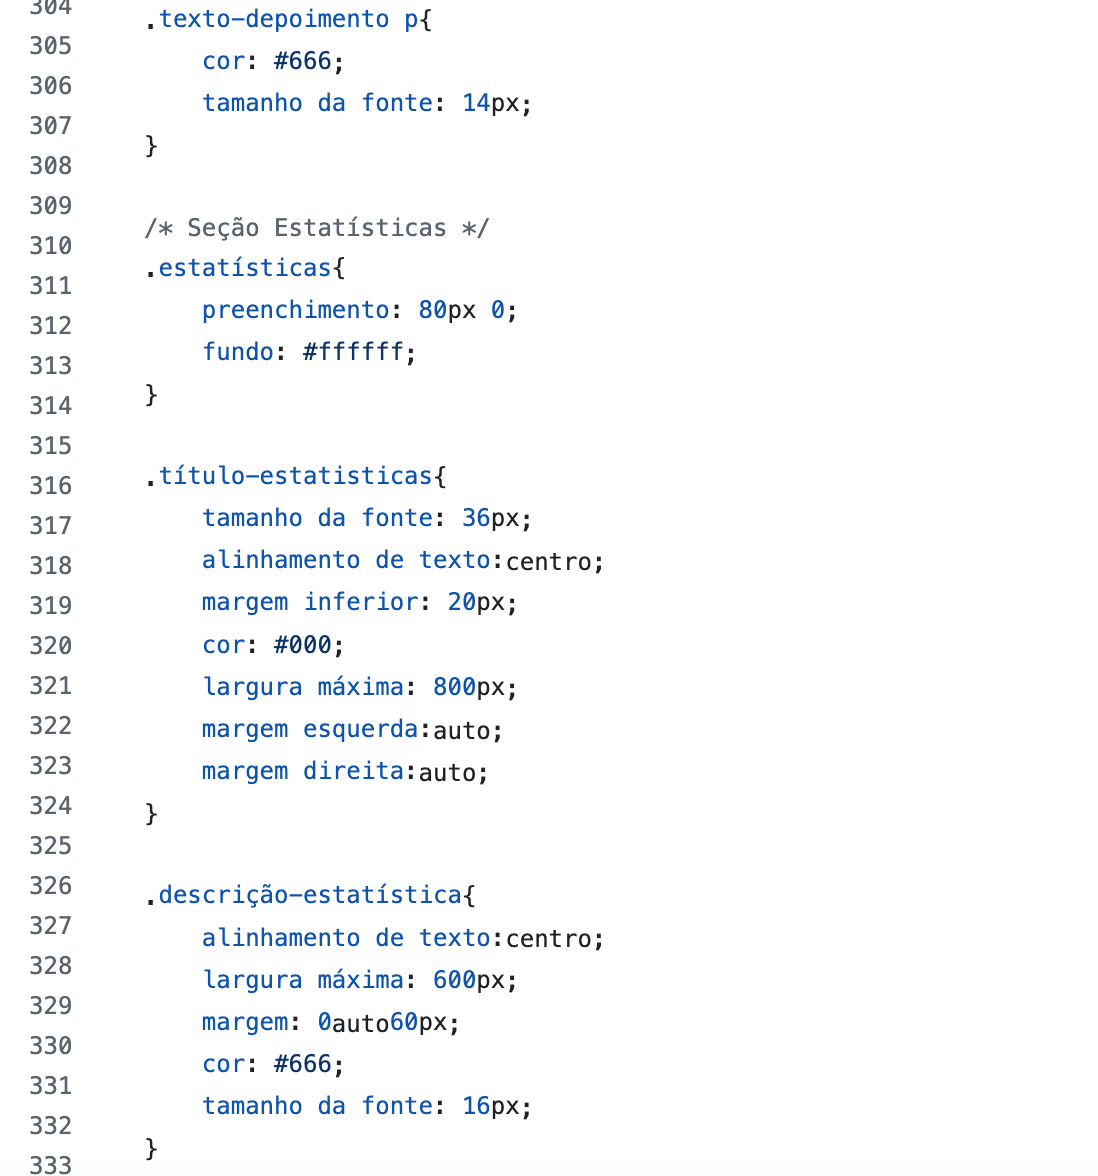 304 .texto-depoimento p{
305 cor: #666;
306 tamanho da fonte: 14px;
307 }
308
309 /* Seção Estatísticas */
310 .estatísticas{
311 preenchimento: 80px 0;
312 fundo: #ffffff;
313 }
314
315 .título-estatisticas{
316 tamanho da fonte: 36px;
317 alinhamento de texto:centro;
318 margem inferior: 20px;
319 cor: #000;
320 largura máxima: 800px;
321 margem esquerda:auto;
322 margem direita:auto;
323 }
324
325 .descrição-estatística{
326 alinhamento de texto:centro;
327 largura máxima: 600px;
328 margem: 0auto60px;
329 cor: #666;
330 tamanho da fonte: 16px;
331 }
332
333